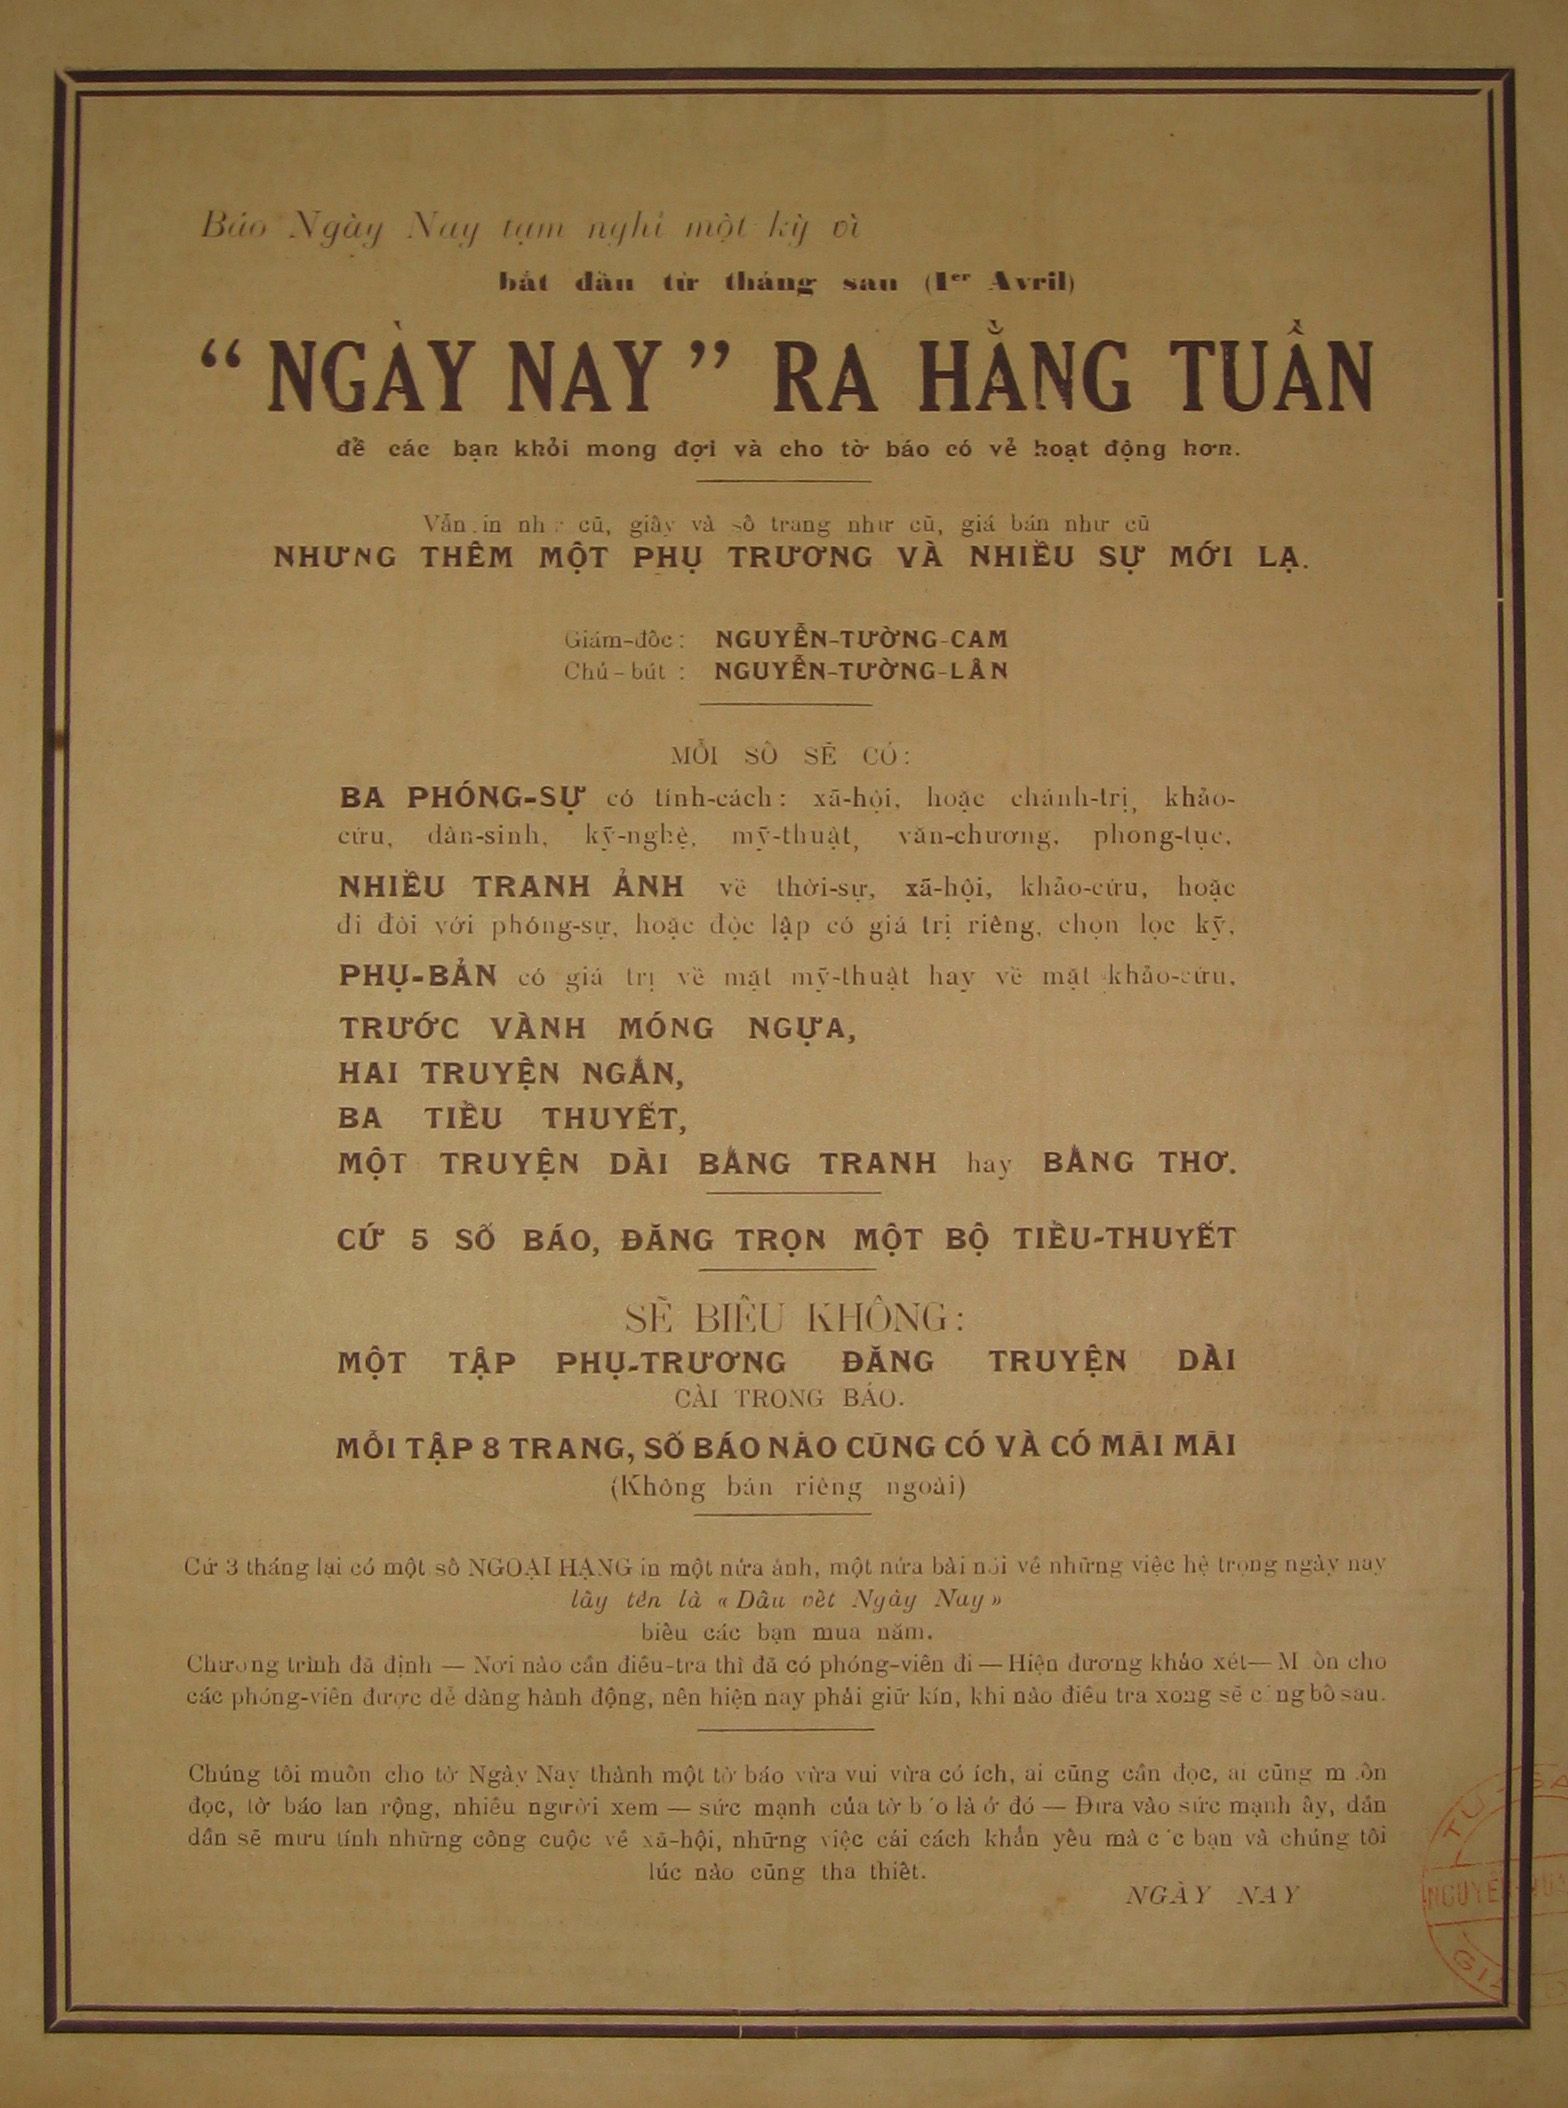 Báo Ngày Nay tạm nghỉ một kỳ vì
bắt đầu từ tháng sau (1er Avril)
“ NGÀY NAY ” RA HẰNG TUẦN
để các bạn khỏi mong đợi và cho tờ báo có vẻ hoạt động hơn.
Vẫn in như cũ, giấy và số trang như cũ, giá bán như cũ
NHƯNG THÊM MỘT PHỤ TRƯƠNG VÀ NHIỀU SỰ MỚI LẠ.
Giám-đốc : NGUYỄN-TƯỜNG-CAM
Chủ-bút : NGUYỄN-TƯỜNG-LÂN
MỖI SỐ SẼ CÓ :
BA PHÓNG-SỰ có tính-cách : xã-hội, hoặc chánh-trị, khảo-
cứu, dân-sinh, kỹ-nghệ, mỹ-thuật, văn-chương, phong-tục,
NHIỀU TRANH ẢNH về thời-sự, xã-hội, khảo-cứu, hoặc
đi đôi với phóng-sự, hoặc độc lập có giá trị riêng, chọn lọc kỹ,
PHỤ-BẢN có giá trị về mặt mỹ-thuật hay về mặt khảo-cứu,
TRƯỚC VÀNH MÓNG NGỰA,
HAI TRUYỆN NGẮN,
BA TIỂU THUYẾT,
MỘT TRUYỆN DÀI BẰNG TRANH hay BẰNG THƠ.
CỨ 5 SỐ BÁO, ĐĂNG TRỌN MỘT BỘ TIỂU-THUYẾT
SẼ BIẾU KHÔNG :
MỘT TẬP PHỤ-TRƯƠNG ĐĂNG TRUYỆN DÀI
CÀI TRONG BÁO.
MỖI TẬP 8 TRANG, SỐ BÁO NÀO CŨNG CÓ VÀ CÓ MÃI MÃI
(Không bán riêng ngoài)
Cứ 3 tháng lại có một số NGOẠI HẠNG in một nửa ảnh, một nửa bài nói về những việc hệ trọng ngày nay
lấy tên là « Dấu vết Ngày Nay »
biếu các bạn mua năm.
Chương trình đã định — Nơi nào cần điều-tra thì đã có phóng-viên đi — Hiện đương khảo xét — Muốn cho
các phóng-viên được dễ dàng hành động, nên hiện nay phải giữ kín, khi nào điều tra xong sẽ công bố sau.
Chúng tôi muốn cho tờ Ngày Nay thành một tờ báo vừa vui vừa có ích, ai cũng cần đọc, ai cũng muốn
đọc, tờ báo lan rộng, nhiều người xem — sức mạnh của tờ báo là ở đó — Đưa vào sức mạnh ấy, dần
dần sẽ mưu tính những công cuộc về xã-hội, những việc cải cách khẩn yếu mà các bạn và chúng tôi
lúc nào cũng tha thiết.
NGÀY NAY